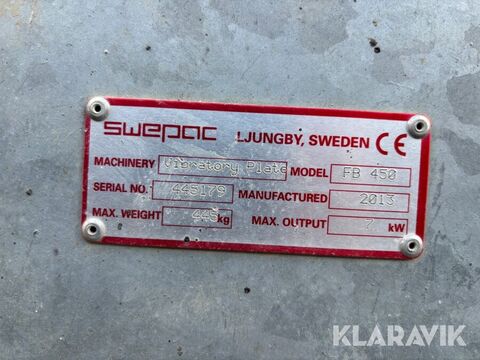 swepac LJUNGBY, SWEDEN CE
MACHINERY Vibratory Plate MODEL FB 450
SERIAL NO. 445179 MANUFACTURED 2013
MAX. WEIGHT 445 kg MAX. OUTPUT 7 kW
KLARAVIK